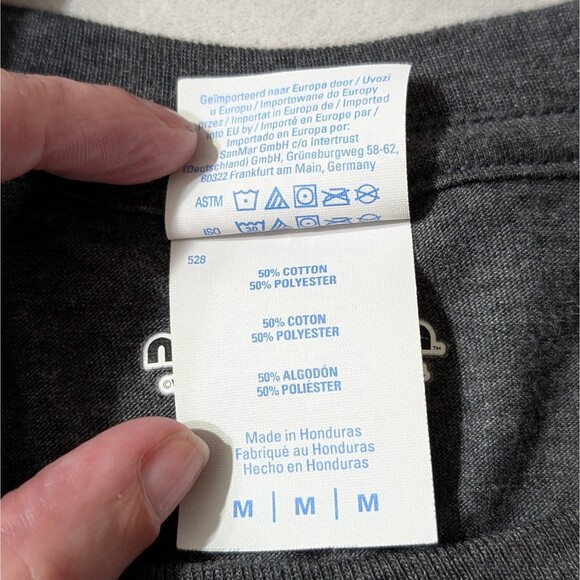 Geïmporteerd naar Europa door / Uvozi
u Europu / Importowane do Europy
przez / Importat in Europa de / Imported
into EU by / Importé en Europe par /
Importado en Europa por:
SanMar GmbH c/o Intertrust
(Deutschland) GmbH, Grüneburgweg 58-62,
60322 Frankfurt am Main, Germany
ASTM
ISO 30
528
50% COTTON
50% POLYESTER
50% COTON
50% POLYESTER
50% ALGODÓN
50% POLIÉSTER
Made in Honduras
Fabriqué au Honduras
Hecho en Honduras
M | M | M